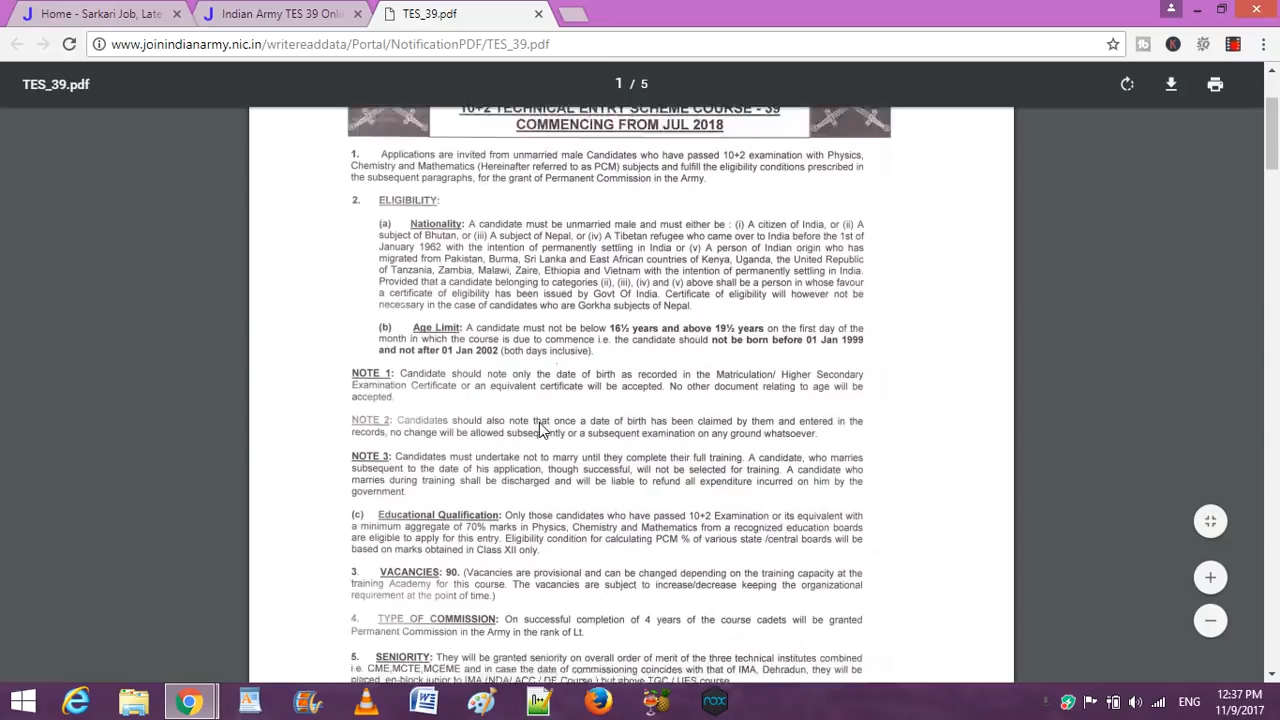 Home - Sarkari Job, Late
Indian Army TES 39 Onli
TES_39.pdf
www.joinindianarmy.nic.in/writereaddata/Portal/NotificationPDF/TES_39.pdf
TES_39.pdf
1 / 5
10+2 TECHNICAL ENTRY SCHEME COURSE - 39
COMMENCING FROM JUL 2018
1. Applications are invited from unmarried male Candidates who have passed 10+2 examination with Physics,
Chemistry and Mathematics (Hereinafter referred to as PCM) subjects and fulfill the eligibility conditions prescribed in
the subsequent paragraphs, for the grant of Permanent Commission in the Army.
2. ELIGIBILITY:
(a) Nationality: A candidate must be unmarried male and must either be : (i) A citizen of India, or (ii) A
subject of Bhutan, or (iii) A subject of Nepal, or (iv) A Tibetan refugee who came over to India before the 1st of
January 1962 with the intention of permanently settling in India or (v) A person of Indian origin who has
migrated from Pakistan, Burma, Sri Lanka and East African countries of Kenya, Uganda, the United Republic
of Tanzania, Zambia, Malawi, Zaire, Ethiopia and Vietnam with the intention of permanently settling in India.
Provided that a candidate belonging to categories (ii), (iii), (iv) and (v) above shall be a person in whose favour
a certificate of eligibility has been issued by Govt Of India. Certificate of eligibility will however not be
necessary in the case of candidates who are Gorkha subjects of Nepal.
(b) Age Limit: A candidate must not be below 16½ years and above 19½ years on the first day of the
month in which the course is due to commence i.e. the candidate should not be born before 01 Jan 1999
and not after 01 Jan 2002 (both days inclusive).
NOTE 1: Candidate should note only the date of birth as recorded in the Matriculation/ Higher Secondary
Examination Certificate or an equivalent certificate will be accepted. No other document relating to age will be
accepted.
NOTE 2: Candidates should also note that once a date of birth has been claimed by them and entered in the
records, no change will be allowed subsequently or a subsequent examination on any ground whatsoever.
NOTE 3: Candidates must undertake not to marry until they complete their full training. A candidate, who marries
subsequent to the date of his application, though successful, will not be selected for training. A candidate who
marries during training shall be discharged and will be liable to refund all expenditure incurred on him by the
government.
(c) Educational Qualification: Only those candidates who have passed 10+2 Examination or its equivalent with
a minimum aggregate of 70% marks in Physics, Chemistry and Mathematics from a recognized education boards
are eligible to apply for this entry. Eligibility condition for calculating PCM % of various state /central boards will be
based on marks obtained in Class XII only.
3. VACANCIES: 90. (Vacancies are provisional and can be changed depending on the training capacity at the
training Academy for this course. The vacancies are subject to increase/decrease keeping the organizational
requirement at the point of time.)
4. TYPE OF COMMISSION: On successful completion of 4 years of the course cadets will be granted
Permanent Commission in the Army in the rank of Lt.
5. SENIORITY: They will be granted seniority on overall order of merit of the three technical institutes combined
i.e. CME,MCTE,MCEME and in case the date of commissioning coincides with that of IMA, Dehradun, they will be
placed en-block junior to IMA (NDA/ ACC / DE Course ) but above TGC / UES course.
nox
ENG
12:37 PM
11/9/2017